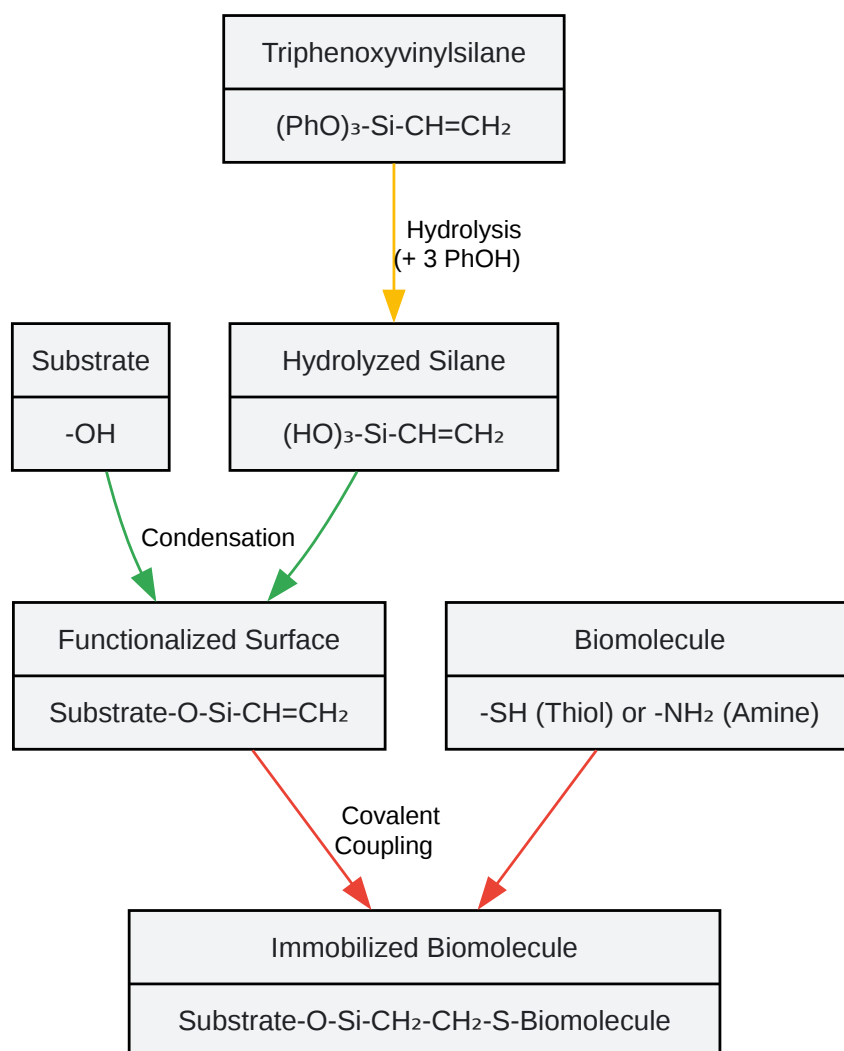 Triphenoxyvinylsilane
(PhO)₃-Si-CH=CH₂
Hydrolysis
(+ 3 PhOH)
Substrate
-OH
Hydrolyzed Silane
(HO)₃-Si-CH=CH₂
Condensation
Functionalized Surface
Substrate-O-Si-CH=CH₂
Biomolecule
-SH (Thiol) or -NH₂ (Amine)
Covalent
Coupling
Immobilized Biomolecule
Substrate-O-Si-CH₂-CH₂-S-Biomolecule